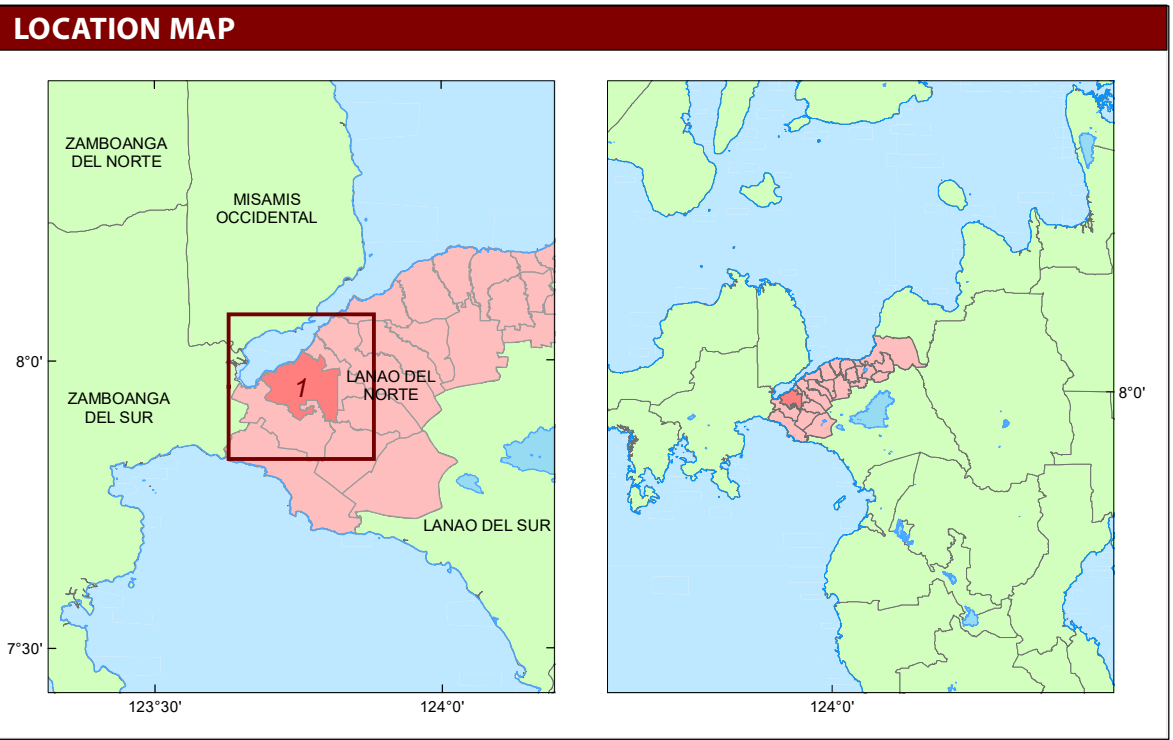 LOCATION MAP
ZAMBOANGA
DEL NORTE
MISAMIS
OCCIDENTAL
8°0'
1
LANAO DEL
NORTE
ZAMBOANGA
DEL SUR
LANAO DEL SUR
7°30'
123°30'
124°0'
8°0'
124°0'